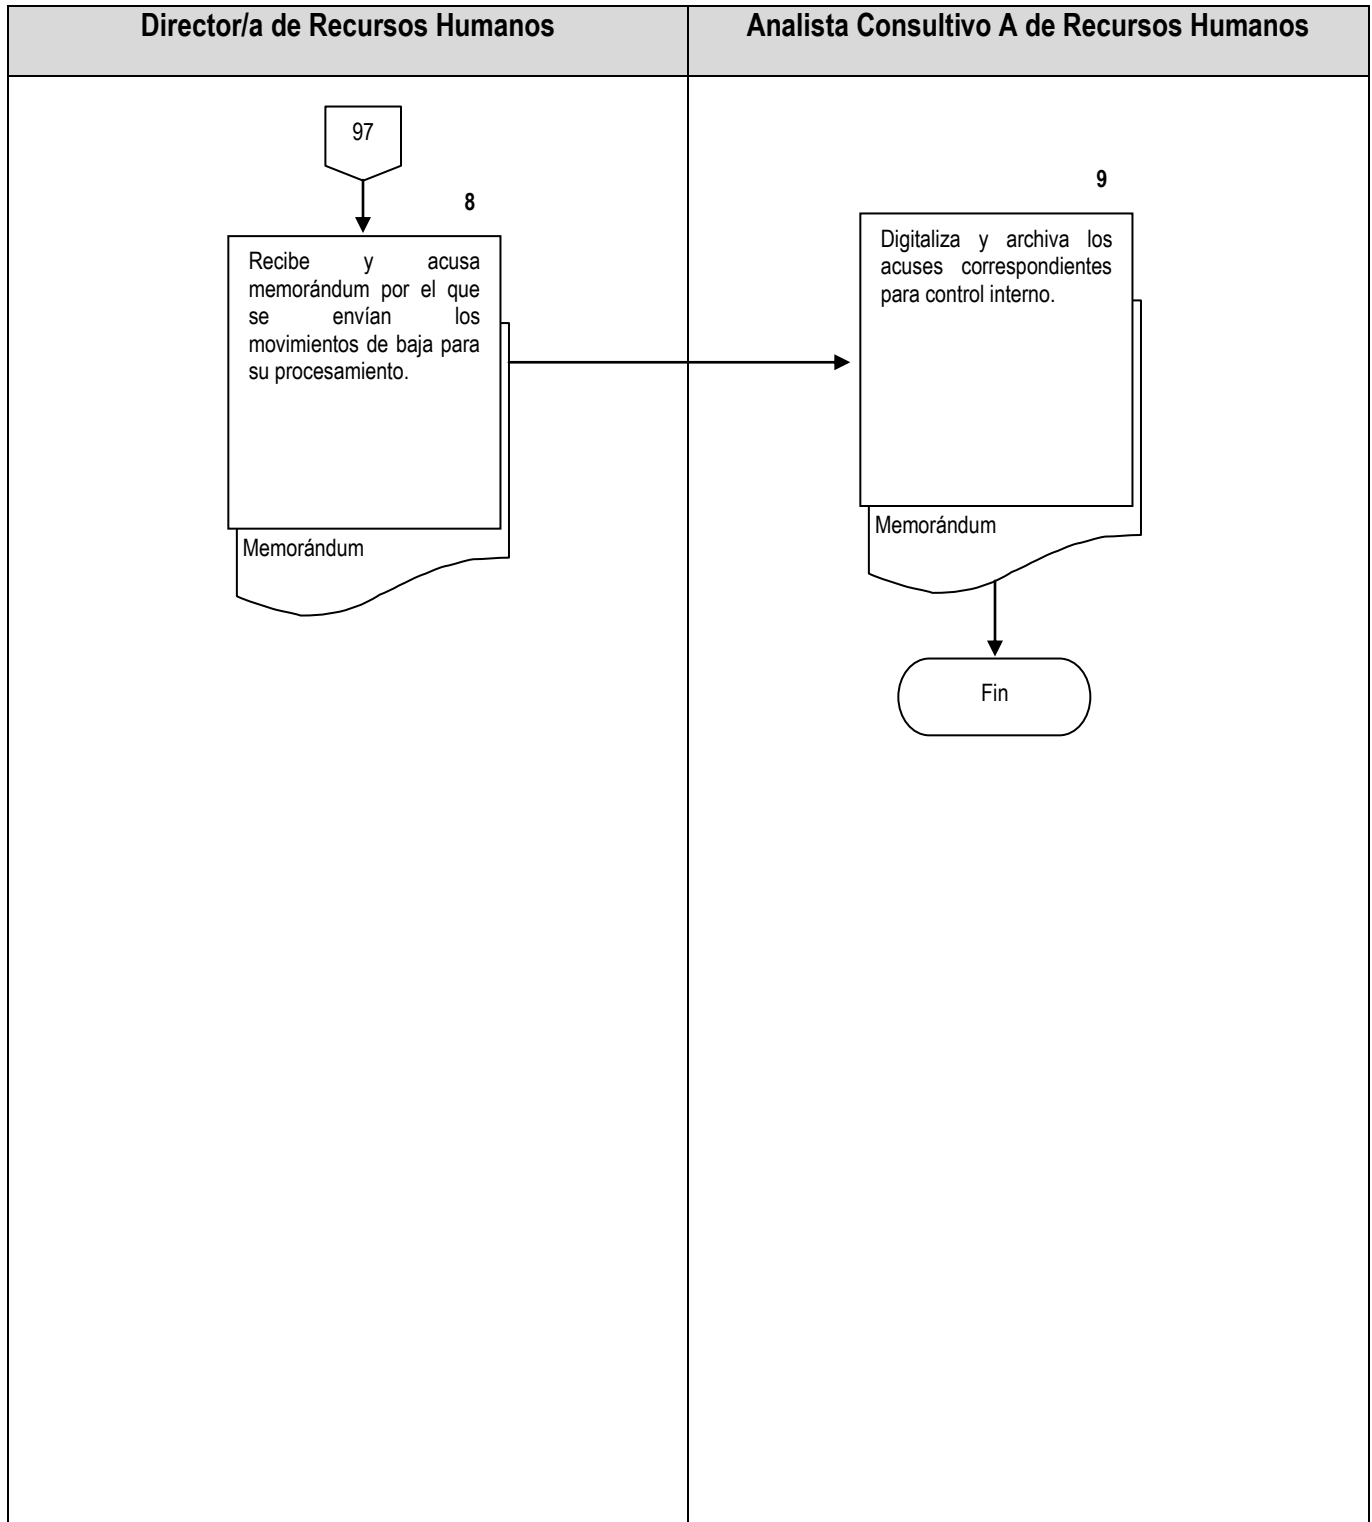 Director/a de Recursos Humanos
Analista Consultivo A de Recursos Humanos
97
8
Recibe y acusa
memorándum por el que
se envían los
movimientos de baja para
su procesamiento.
Memorándum
9
Digitaliza y archiva los
acuses correspondientes
para control interno.
Memorándum
Fin